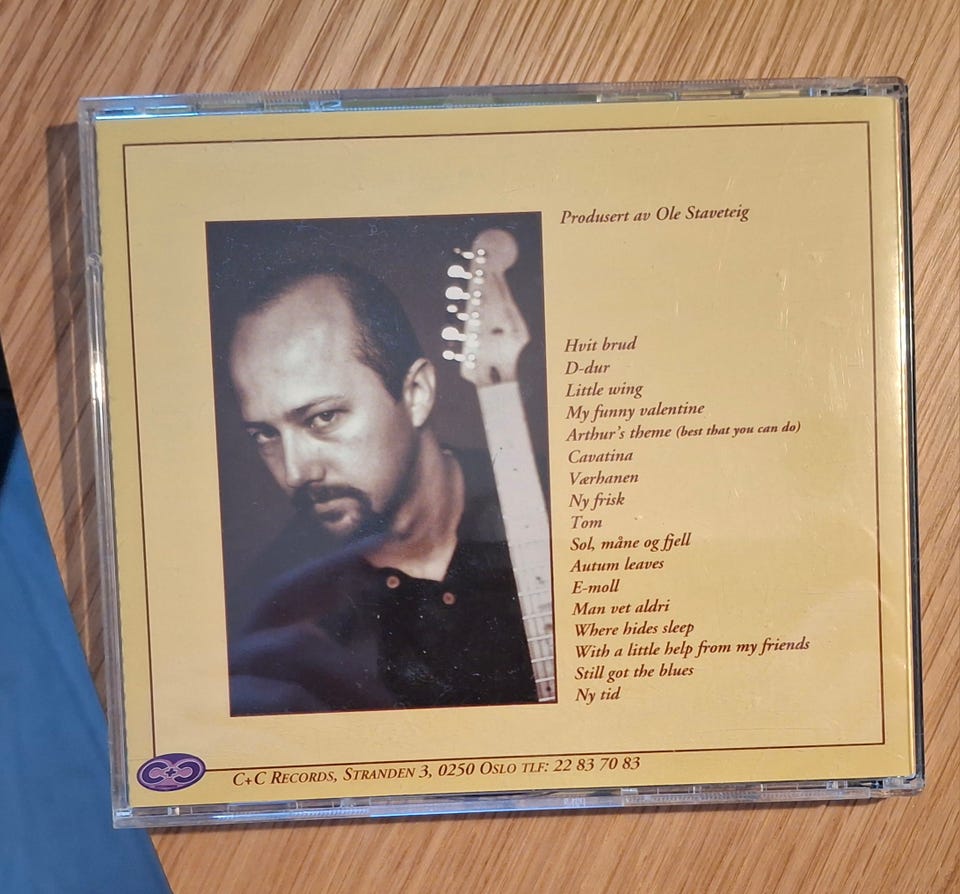 Produsert av Ole Staveteig
Hvit brud
D-dur
Little wing
My funny valentine
Arthur's theme (best that you can do)
Cavatina
Værhanen
Ny frisk
Tom
Sol, måne og fjell
Autum leaves
E-moll
Man vet aldri
Where hides sleep
With a little help from my friends
Still got the blues
Ny tid
C+C Records, Stranden 3, 0250 Oslo tlf: 22 83 70 83